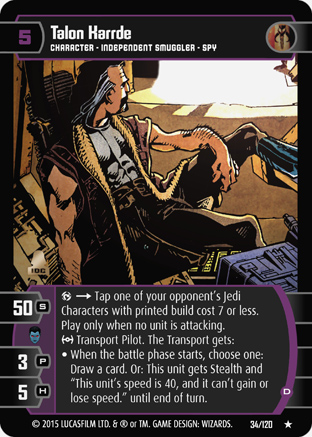 5 Talon Karrde
CHARACTER - INDEPENDENT SMUGGLER - SPY
IDC
50 S
3 P
5 H
Tap one of your opponent's Jedi
Characters with printed build cost 7 or less.
Play only when no unit is attacking.
Transport Pilot. The Transport gets:
• When the battle phase starts, choose one:
Draw a card. Or: This unit gets Stealth and
"This unit's speed is 40, and it can't gain or
lose speed." until end of turn.
D
© 2015 LUCASFILM LTD. & ® OR TM. GAME DESIGN: WIZARDS. 34/120 ★